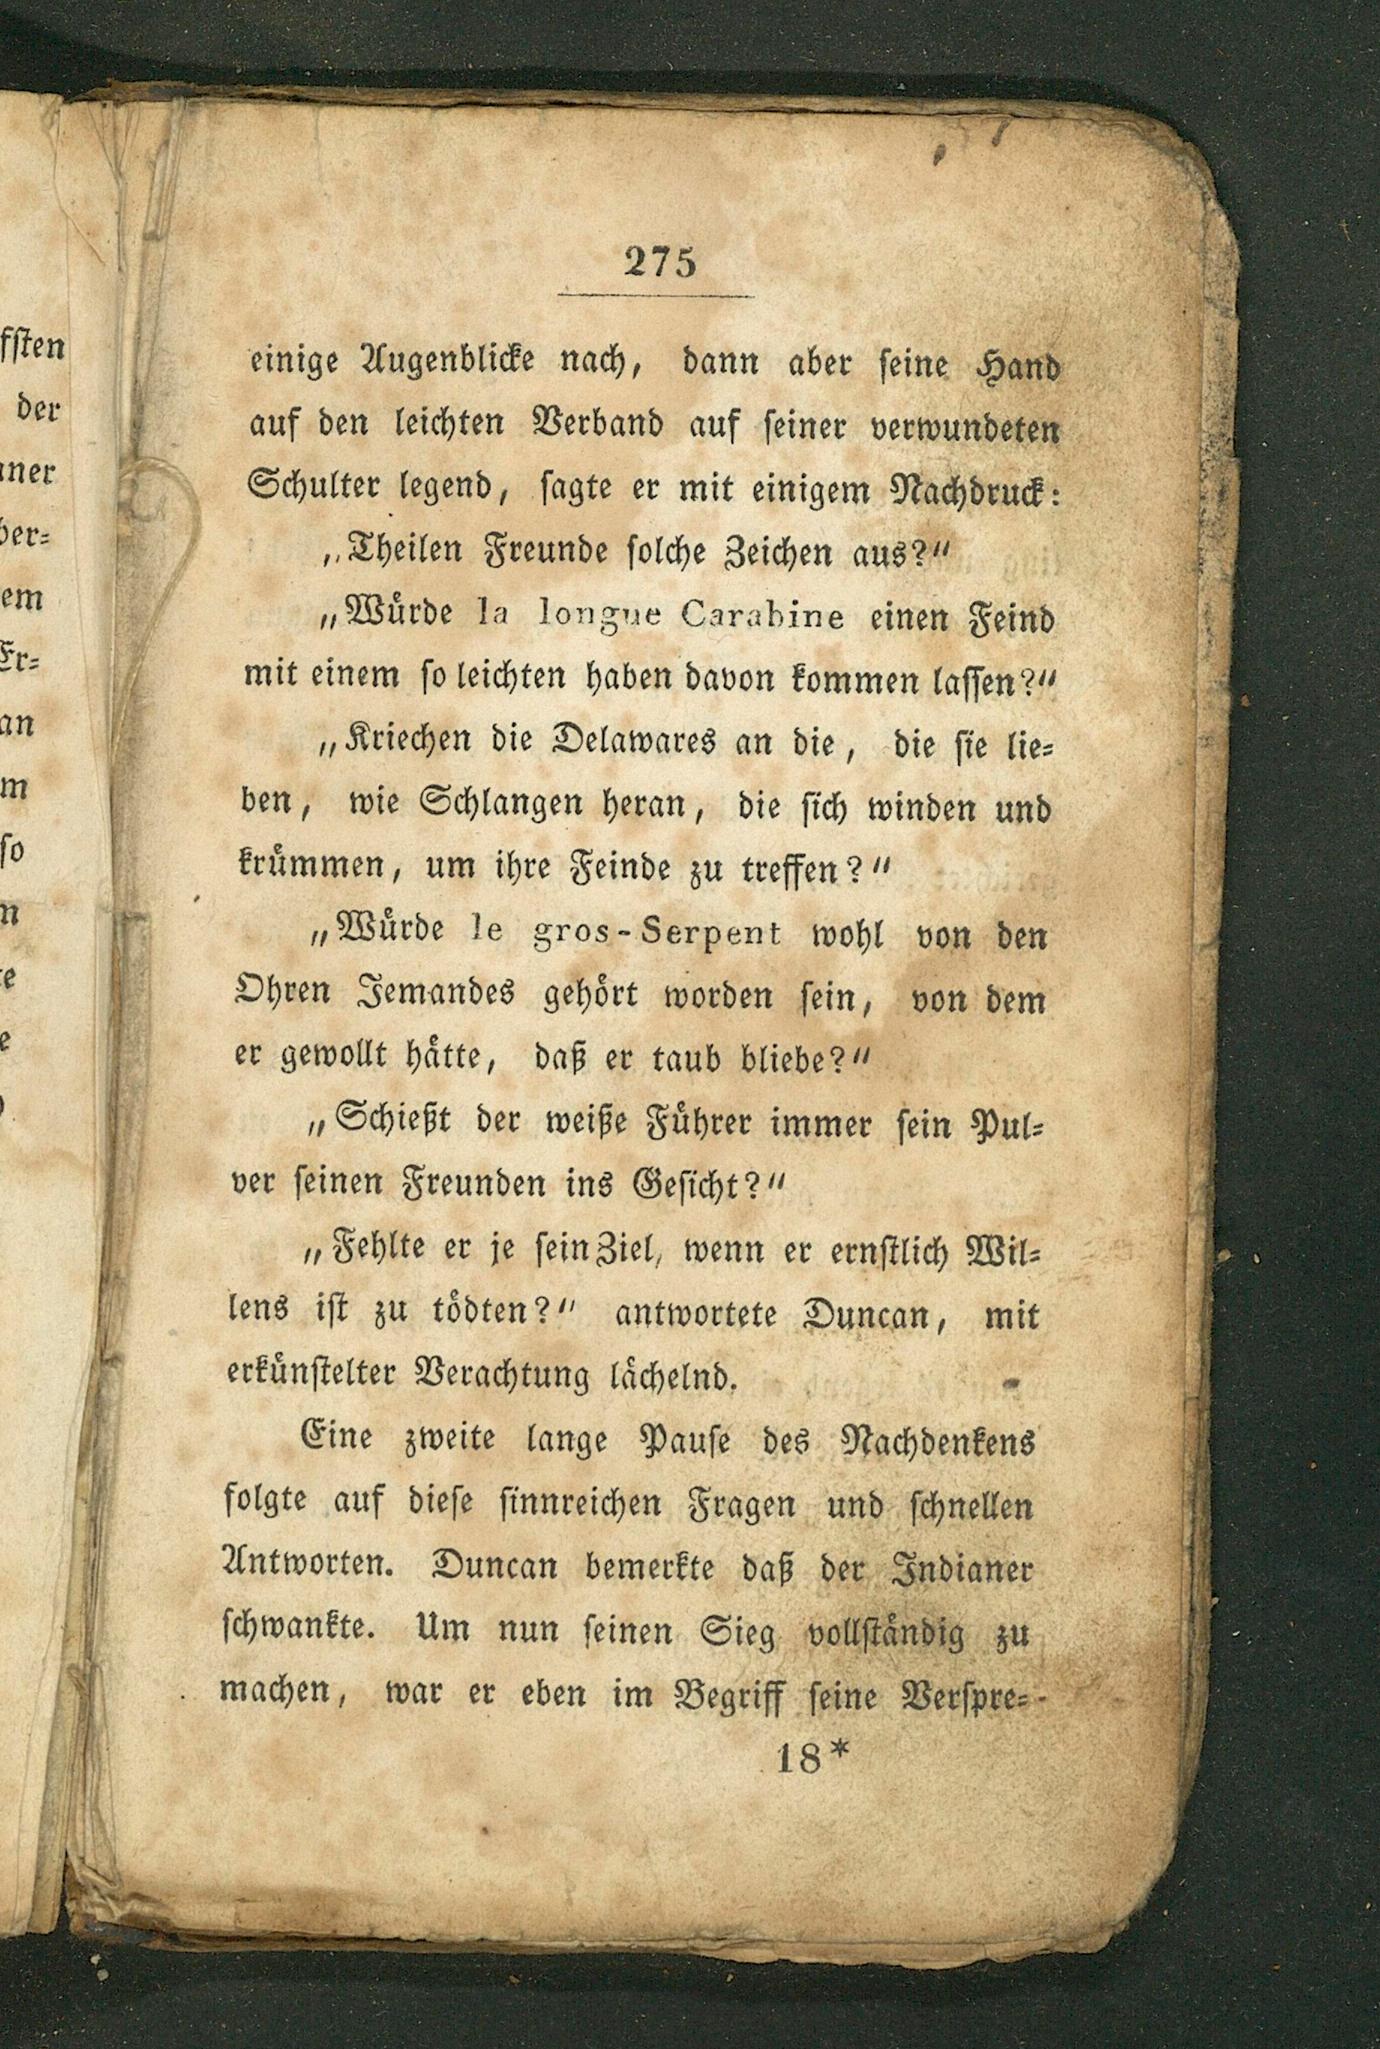 275
einige Augenblicke nach, dann aber seine Hand
auf den leichten Verband auf seiner verwundeten
Schulter legend, sagte er mit einigem Nachdruck:
„Theilen Freunde solche Zeichen aus?“
„Würde la longue Carabine einen Feind
mit einem so leichten haben davon kommen lassen?“
„Kriechen die Delawares an die, die sie lie=
ben, wie Schlangen heran, die sich winden und
krümmen, um ihre Feinde zu treffen?“
„Würde le gros-Serpent wohl von den
Ohren Jemandes gehört worden sein, von dem
er gewollt hätte, daß er taub bliebe?“
„Schießt der weiße Führer immer sein Pul=
ver seinen Freunden ins Gesicht?“
„Fehlte er je sein Ziel, wenn er ernstlich Wil=
lens ist zu tödten?“ antwortete Duncan, mit
erkünstelter Verachtung lächelnd.
Eine zweite lange Pause des Nachdenkens
folgte auf diese sinnreichen Fragen und schnellen
Antworten. Duncan bemerkte daß der Indianer
schwankte. Um nun seinen Sieg vollständig zu
machen, war er eben im Begriff seine Verspre=
18*